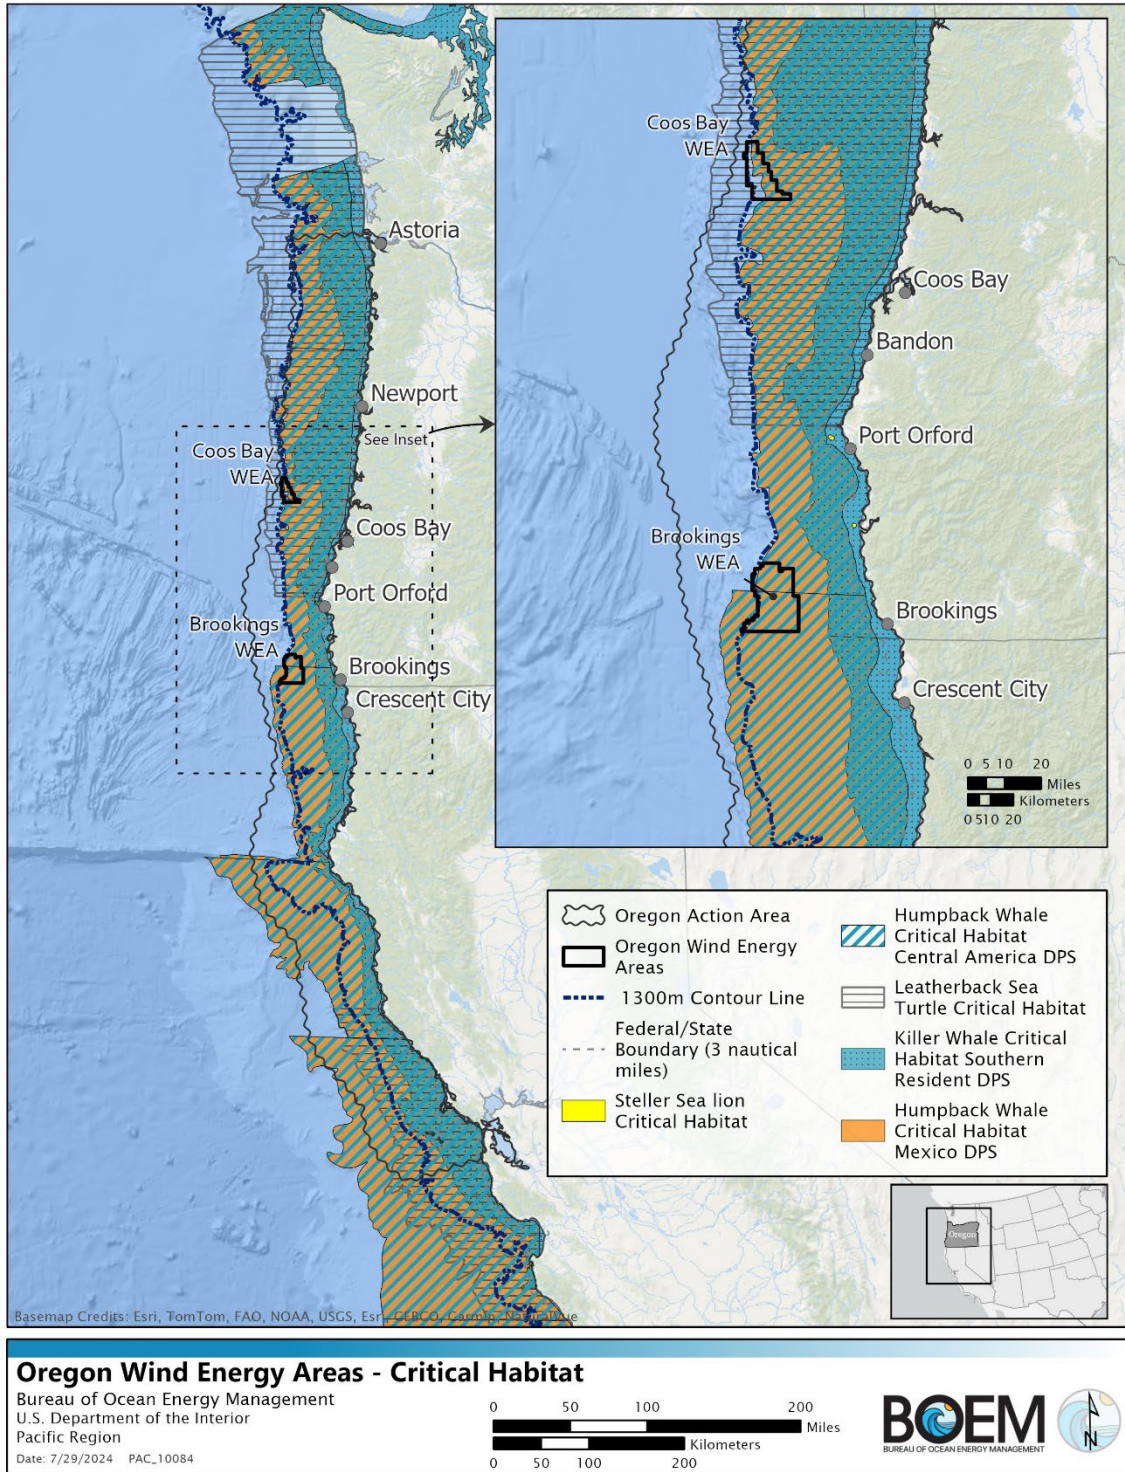 Astoria
Newport
See Inset
Coos Bay
WEA
Coos Bay
Port Orford
Brookings
WEA
Brookings
Crescent City
Coos Bay
WEA
Coos Bay
Bandon
Port Orford
Brookings
WEA
Brookings
Crescent City
0 5 10 20
Miles
Kilometers
0 5 10 20
Oregon Action Area
Oregon Wind Energy
Areas
1300m Contour Line
Federal/State
Boundary (3 nautical
miles)
Steller Sea lion
Critical Habitat
Humpback Whale
Critical Habitat
Central America DPS
Leatherback Sea
Turtle Critical Habitat
Killer Whale Critical
Habitat Southern
Resident DPS
Humpback Whale
Critical Habitat
Mexico DPS
Oregon
Basemap Credits: Esri, TomTom, FAO, NOAA, USGS, Esri, GEBCO, Garmin,
Oregon Wind Energy Areas - Critical Habitat
Bureau of Ocean Energy Management
U.S. Department of the Interior
Pacific Region
Date: 7/29/2024 PAC_10084
0 50 100 200
Miles
Kilometers
0 50 100 200
BOEM
BUREAU OF OCEAN ENERGY MANAGEMENT
N